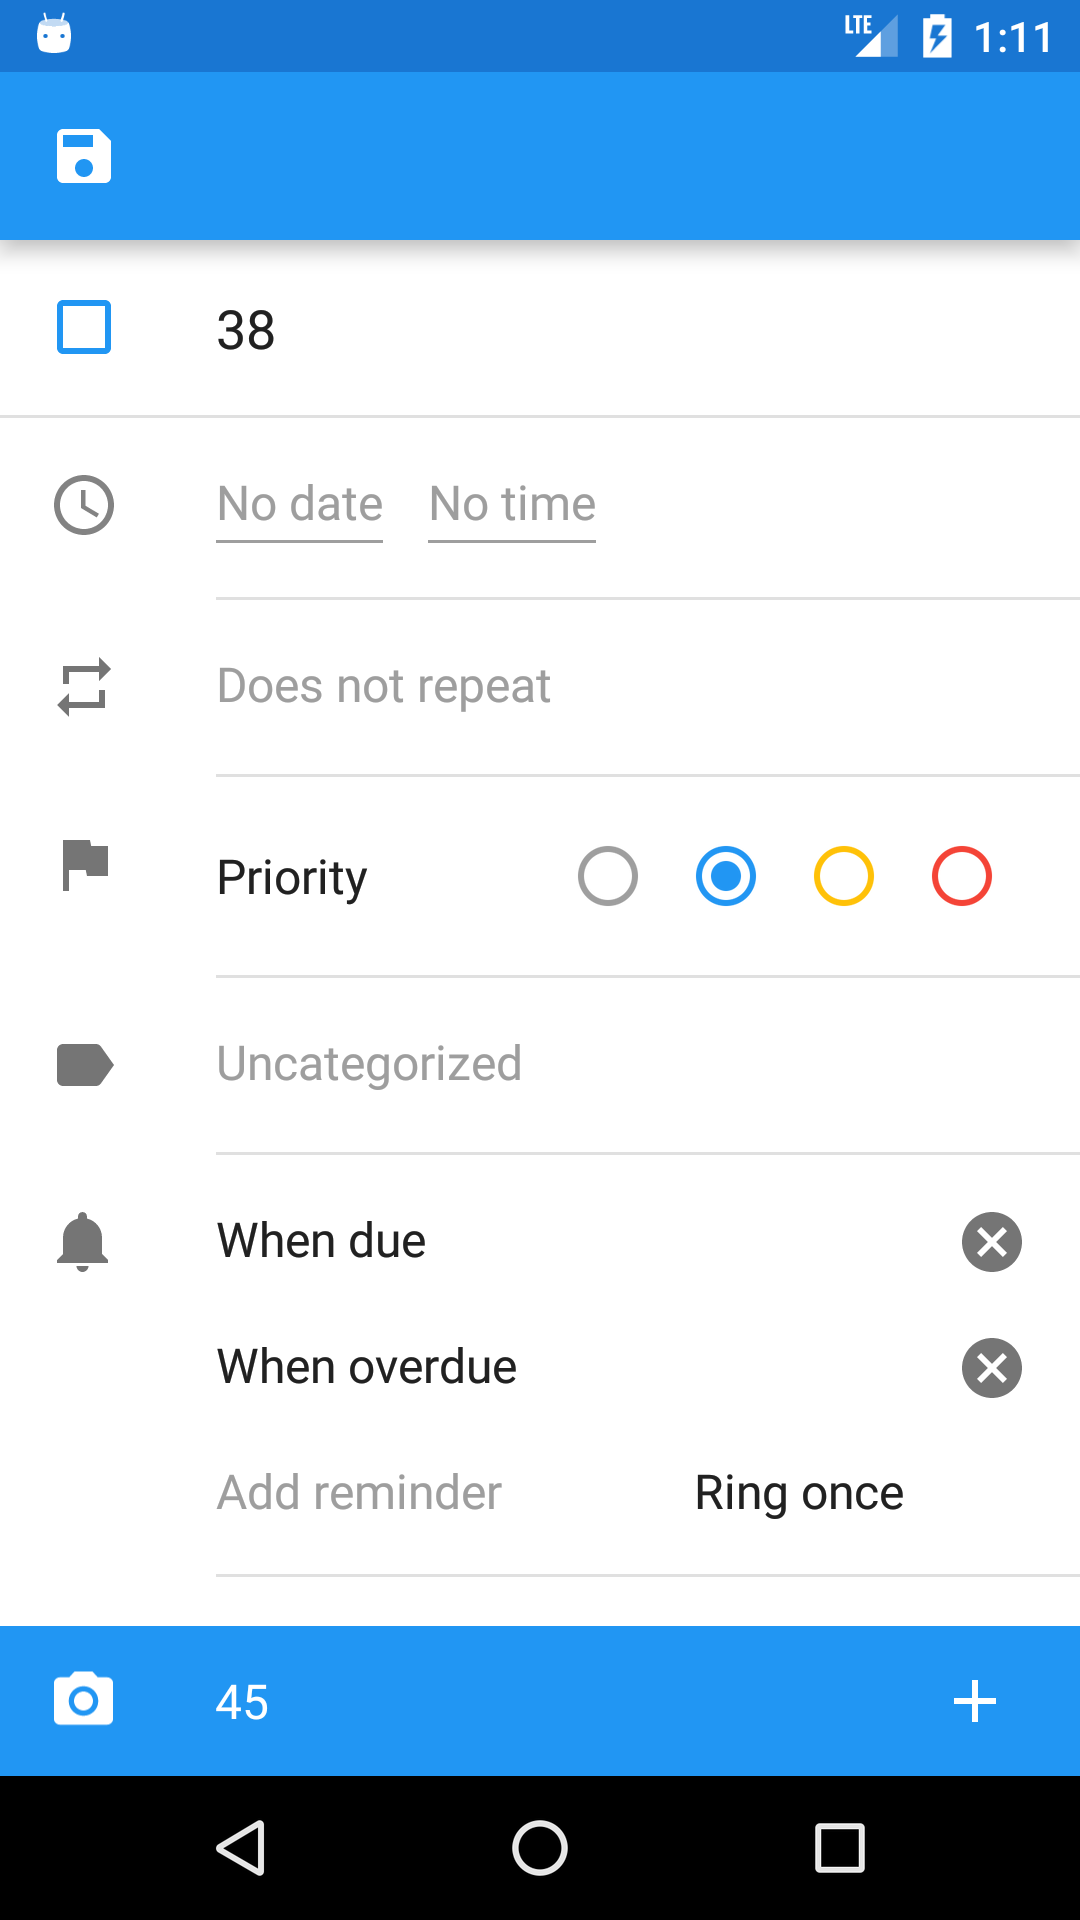 LTE 1:11
38
No date No time
Does not repeat
Priority
Uncategorized
When due
When overdue
Add reminder Ring once
45